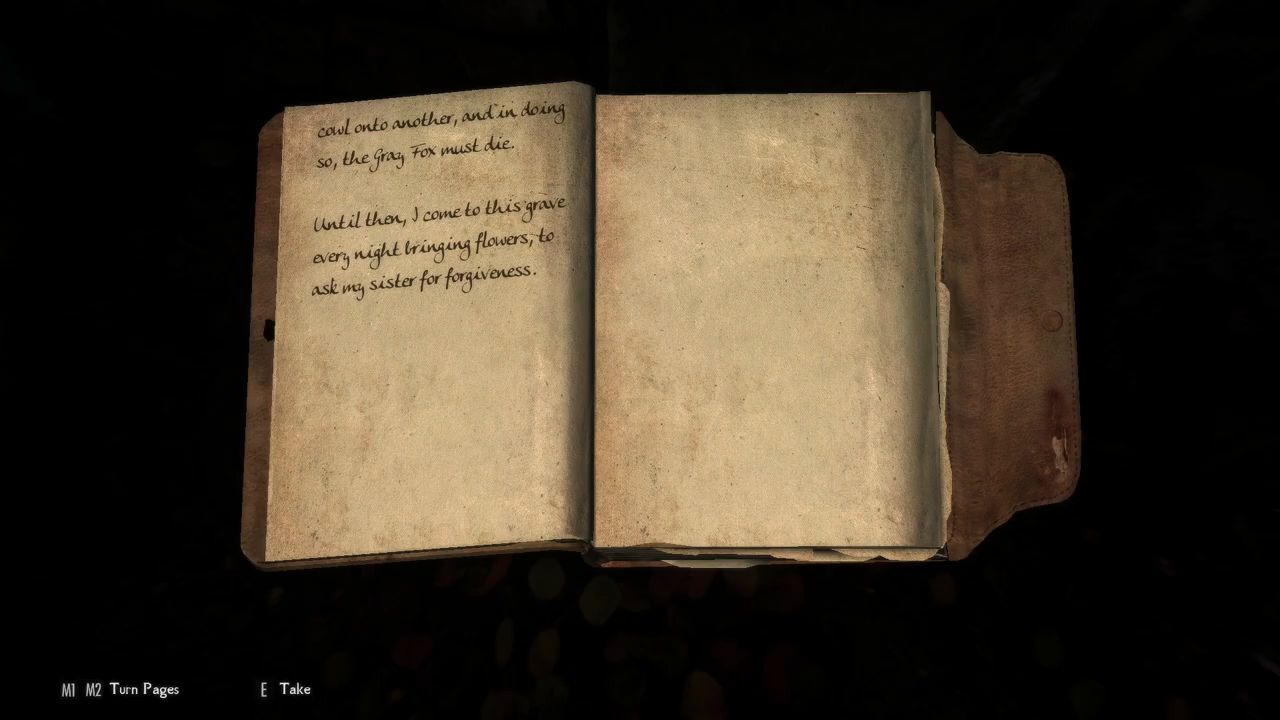 cowl onto another, and in doing
so, the Gray Fox must die.
Until then, I come to this grave
every night bringing flowers, to
ask my sister for forgiveness.
M1 M2 Turn Pages
E Take